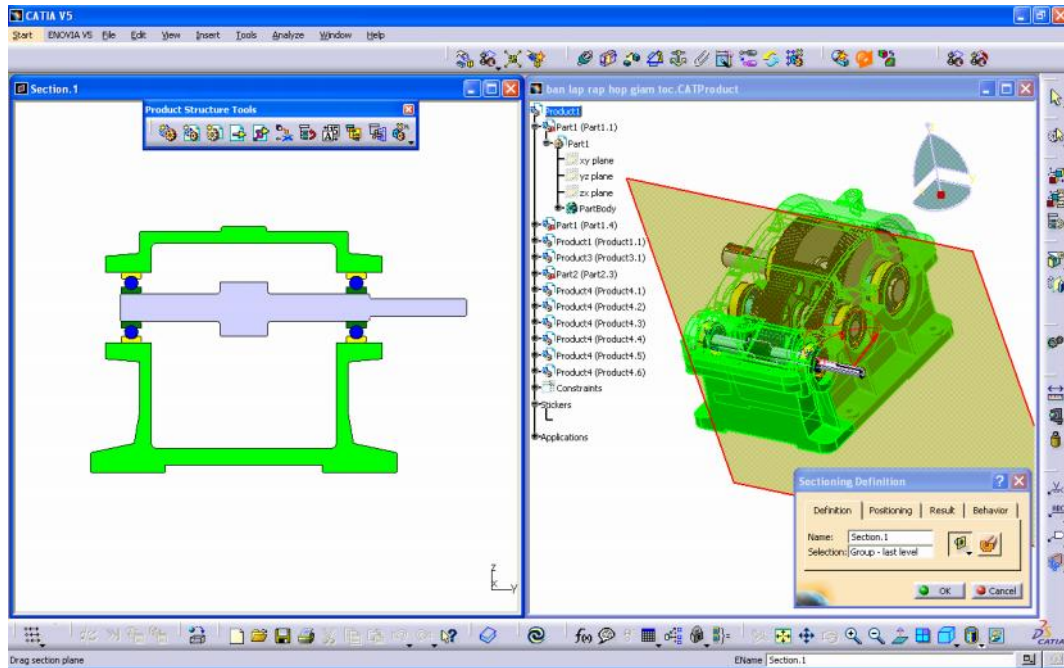 CATIA V5
Start ENOVIA V5 File Edit View Insert Tools Analyze Window Help
Section.1
Product Structure Tools
ban lap rap hop giam toc.CATProduct
Product1
Part1 (Part1.1)
Part1
xy plane
yz plane
zx plane
PartBody
Part1 (Part1.4)
Product1 (Product1.1)
Product3 (Product3.1)
Part2 (Part2.3)
Product4 (Product4.1)
Product4 (Product4.2)
Product4 (Product4.3)
Product4 (Product4.4)
Product4 (Product4.5)
Product4 (Product4.6)
Constraints
Stickers
Applications
Sectioning Definition
Definition Positioning Result Behavior
Name: Section.1
Selection: Group - last level
OK Cancel
z
x y
f(x)
CATIA
Drag section plane
EName Section.1